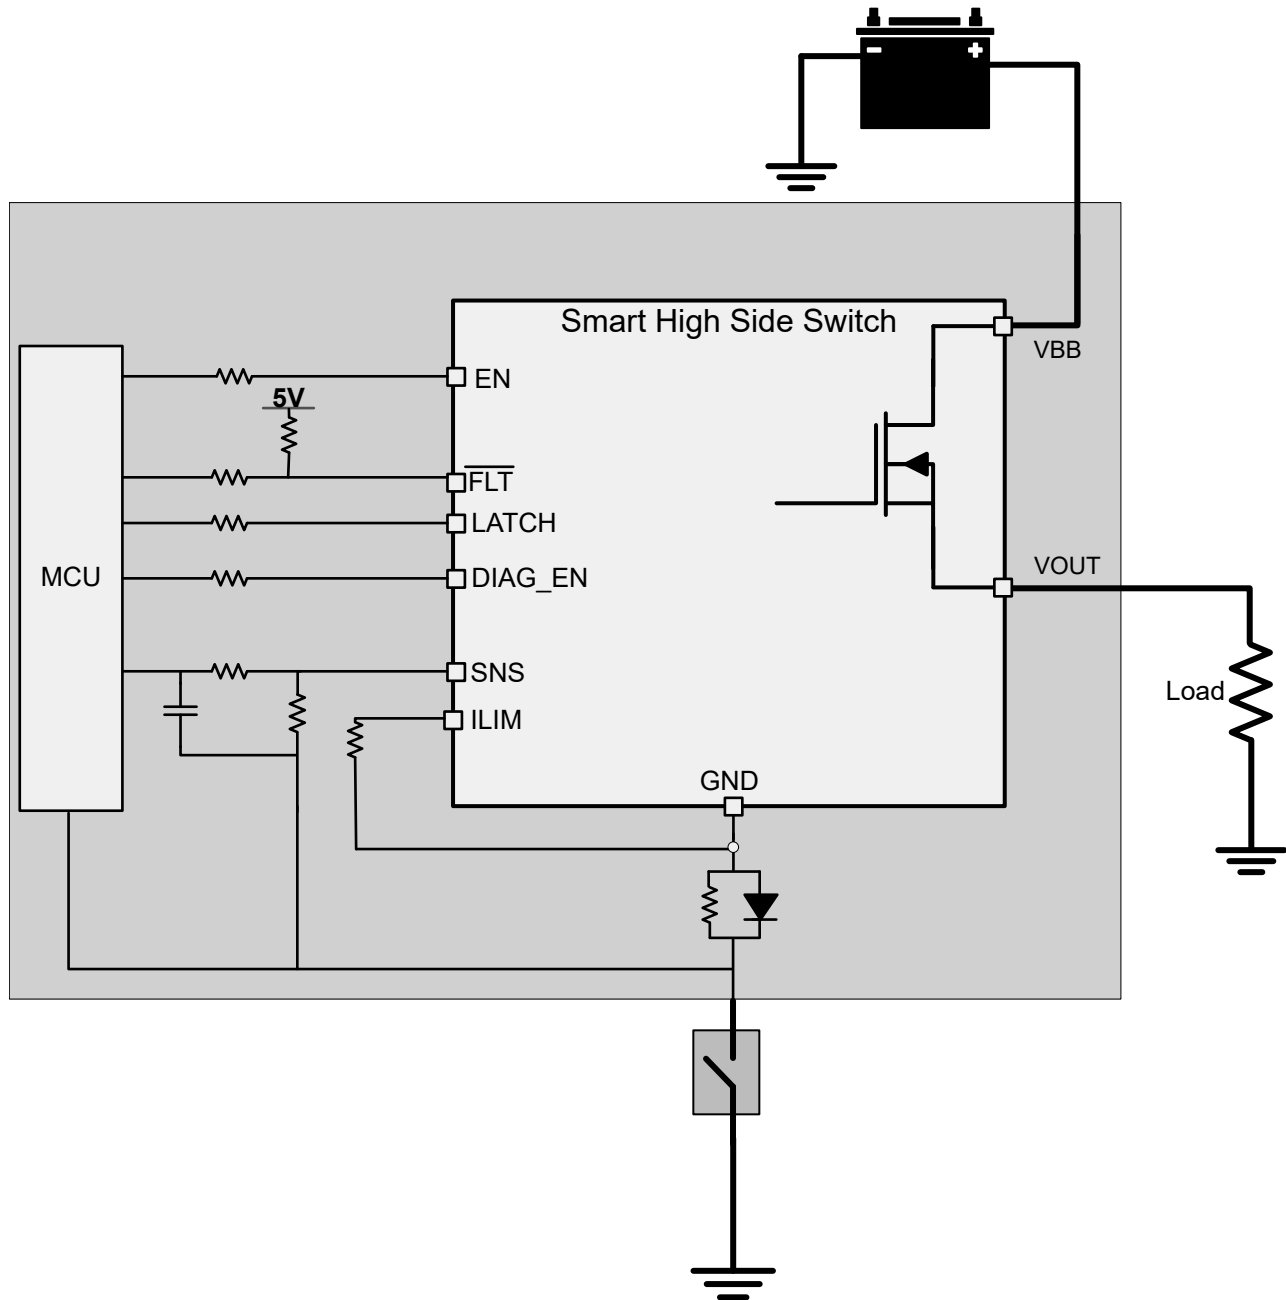 Smart High Side Switch
VBB
EN
5V
FLT
LATCH
MCU
DIAG_EN
VOUT
SNS
Load
ILIM
GND